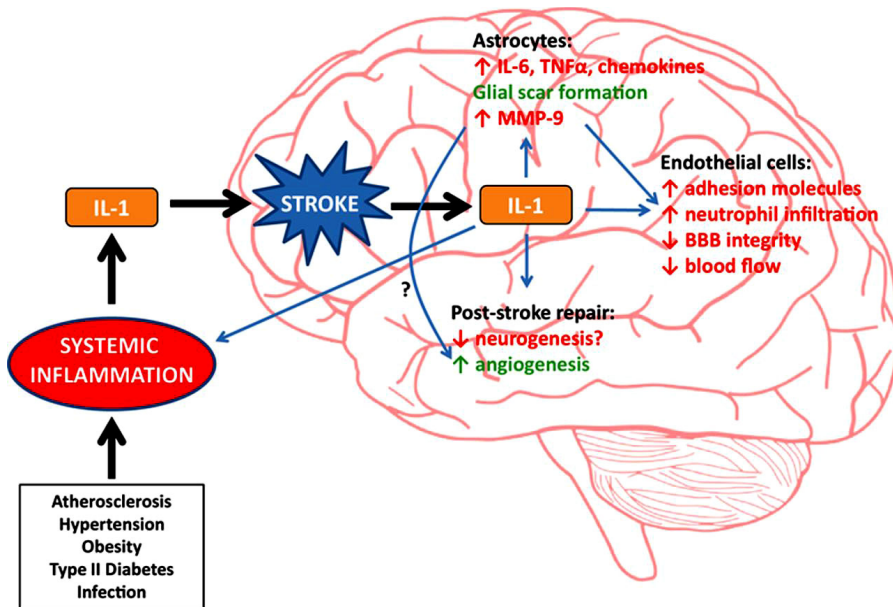 Astrocytes:
↑ IL-6, TNFα, chemokines
Glial scar formation
↑ MMP-9
Endothelial cells:
↑ adhesion molecules
↑ neutrophil infiltration
↓ BBB integrity
↓ blood flow
IL-1
STROKE
IL-1
?
Post-stroke repair:
↓ neurogenesis?
↑ angiogenesis
SYSTEMIC
INFLAMMATION
Atherosclerosis
Hypertension
Obesity
Type II Diabetes
Infection